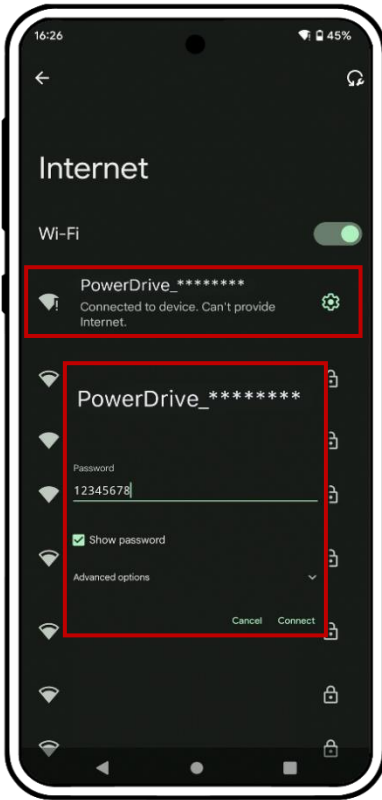 16:26
45%
Internet
Wi-Fi
PowerDrive_********
Connected to device. Can't provide
Internet.
PowerDrive_********
Password
12345678
Show password
Advanced options
Cancel Connect